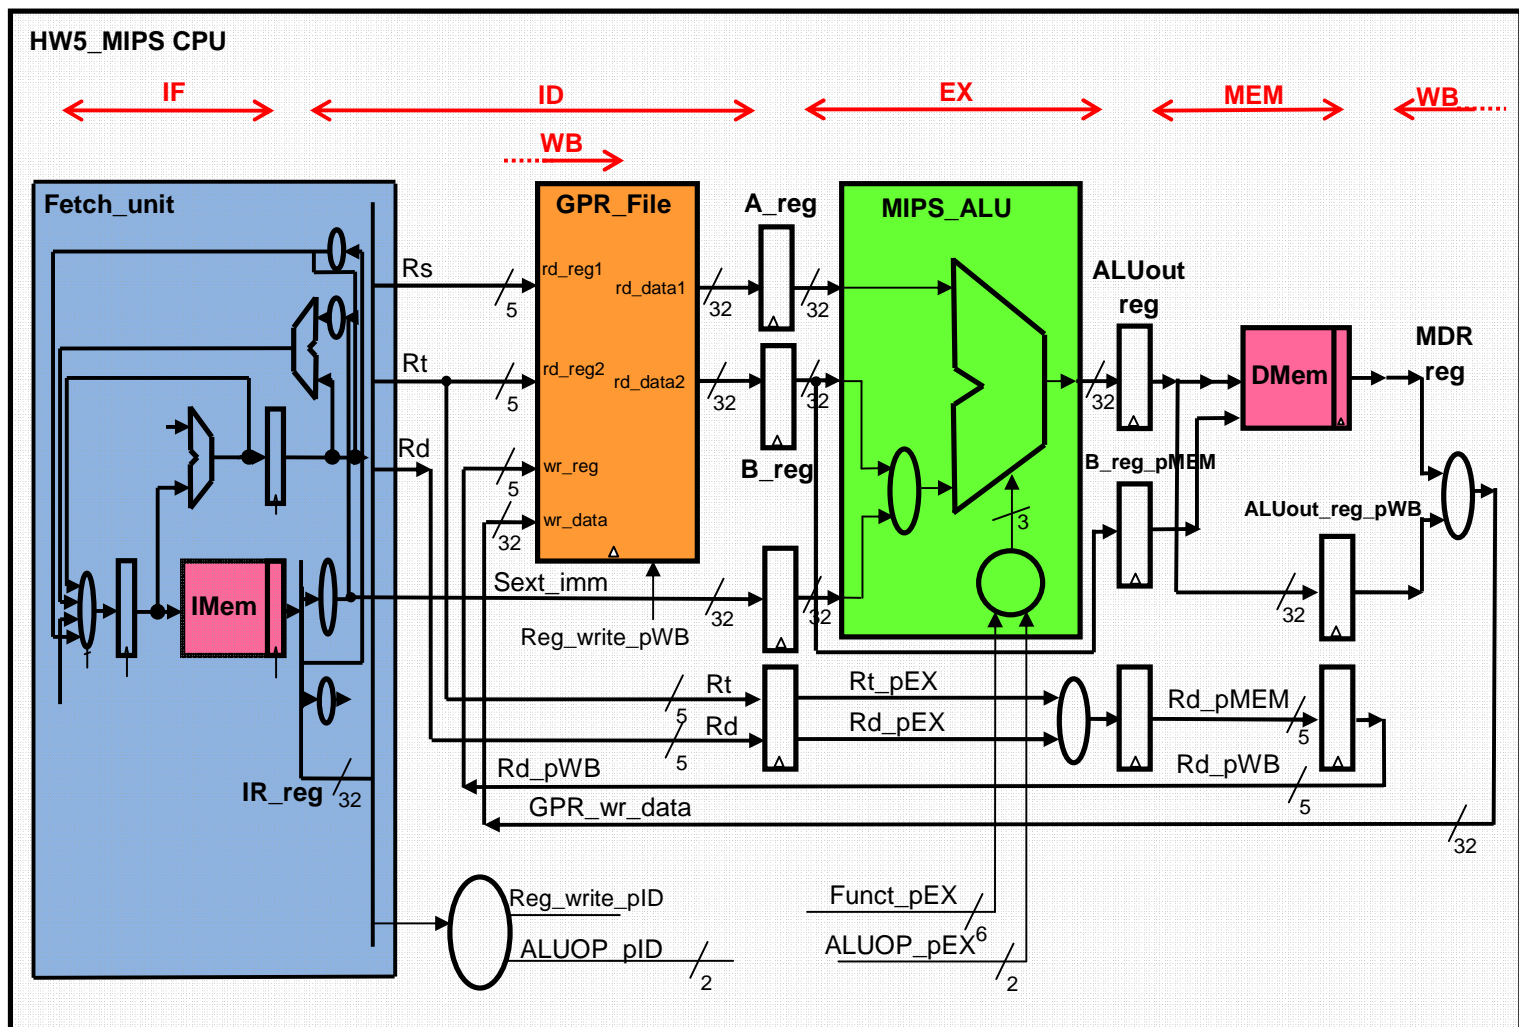 HW5_MIPS CPU
IF
ID
EX
MEM
WB
WB
Fetch_unit
GPR_File
A_reg
MIPS_ALU
Rs
rd_reg1
rd_data1
5
32
32
ALUout
reg
Rt
rd_reg2
rd_data2
5
32
32
32
DMem
MDR
reg
Rd
B_reg
B_reg_pMEM
wr_reg
5
wr_data
32
3
ALUout_reg_pWB
IMem
Sext_imm
32
32
32
Reg_write_pWB
Rt
5
Rt_pEX
Rd
5
Rd_pEX
Rd_pMEM
5
Rd_pWB
Rd_pWB
5
IR_reg
32
GPR_wr_data
32
Reg_write_pID
Funct_pEX
6
ALUOP_pID
2
ALUOP_pEX
2